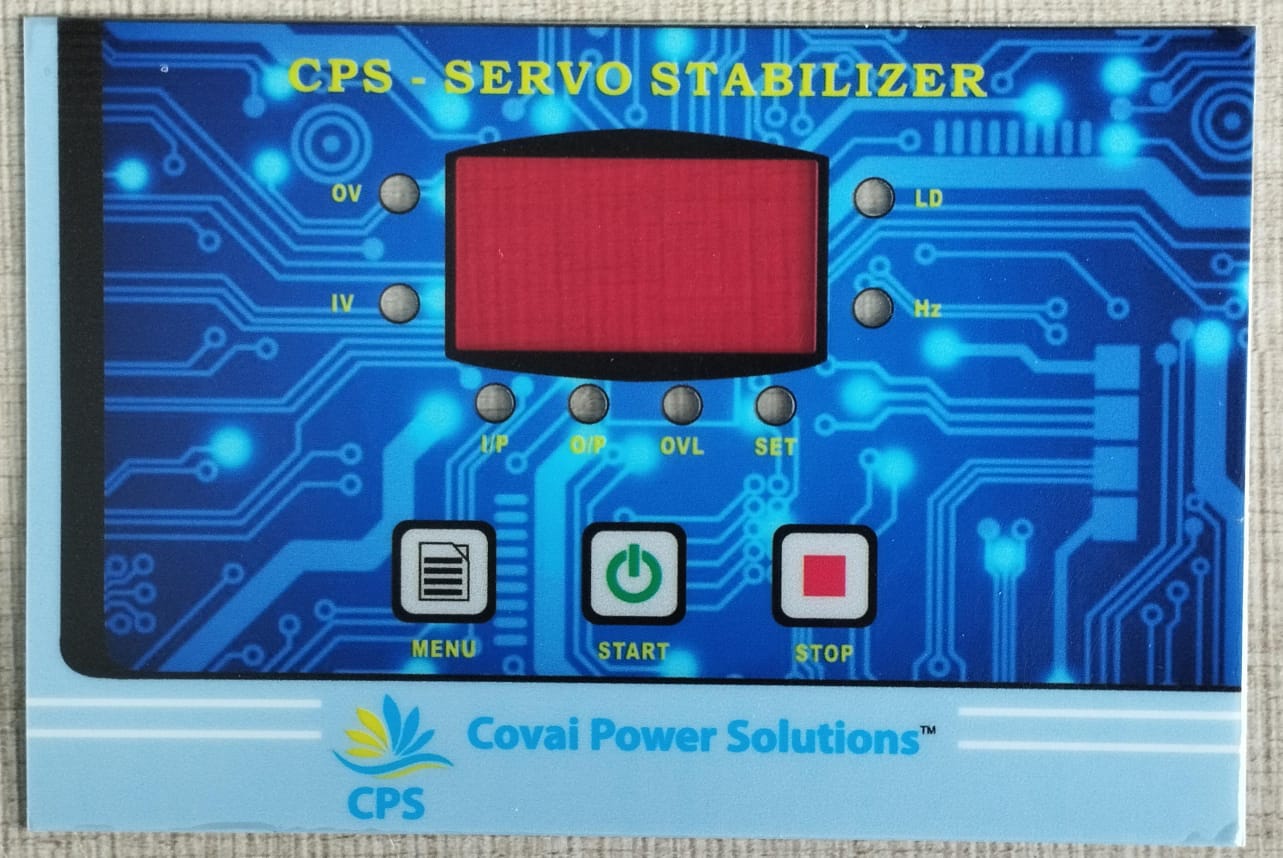 CPS - SERVO STABILIZER
OV
LD
IV
Hz
I/P O/P OVL SET
MENU START STOP
Covai Power Solutions™
CPS